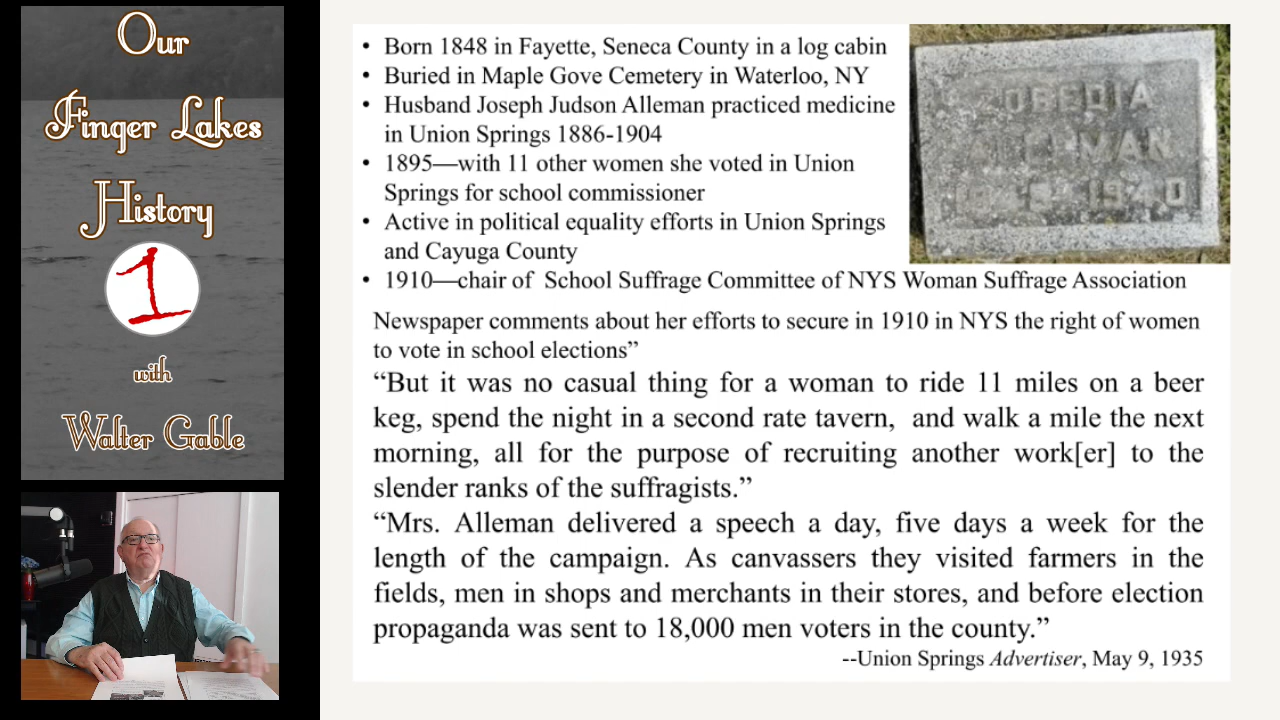 Our
Finger Lakes
History
1
with
Walter Gable
• Born 1848 in Fayette, Seneca County in a log cabin
• Buried in Maple Gove Cemetery in Waterloo, NY
• Husband Joseph Judson Alleman practiced medicine
in Union Springs 1886-1904
• 1895—with 11 other women she voted in Union
Springs for school commissioner
• Active in political equality efforts in Union Springs
and Cayuga County
• 1910—chair of School Suffrage Committee of NYS Woman Suffrage Association
1940
Newspaper comments about her efforts to secure in 1910 in NYS the right of women
to vote in school elections”
“But it was no casual thing for a woman to ride 11 miles on a beer
keg, spend the night in a second rate tavern, and walk a mile the next
morning, all for the purpose of recruiting another work[er] to the
slender ranks of the suffragists.”
“Mrs. Alleman delivered a speech a day, five days a week for the
length of the campaign. As canvassers they visited farmers in the
fields, men in shops and merchants in their stores, and before election
propaganda was sent to 18,000 men voters in the county.”
--Union Springs Advertiser, May 9, 1935